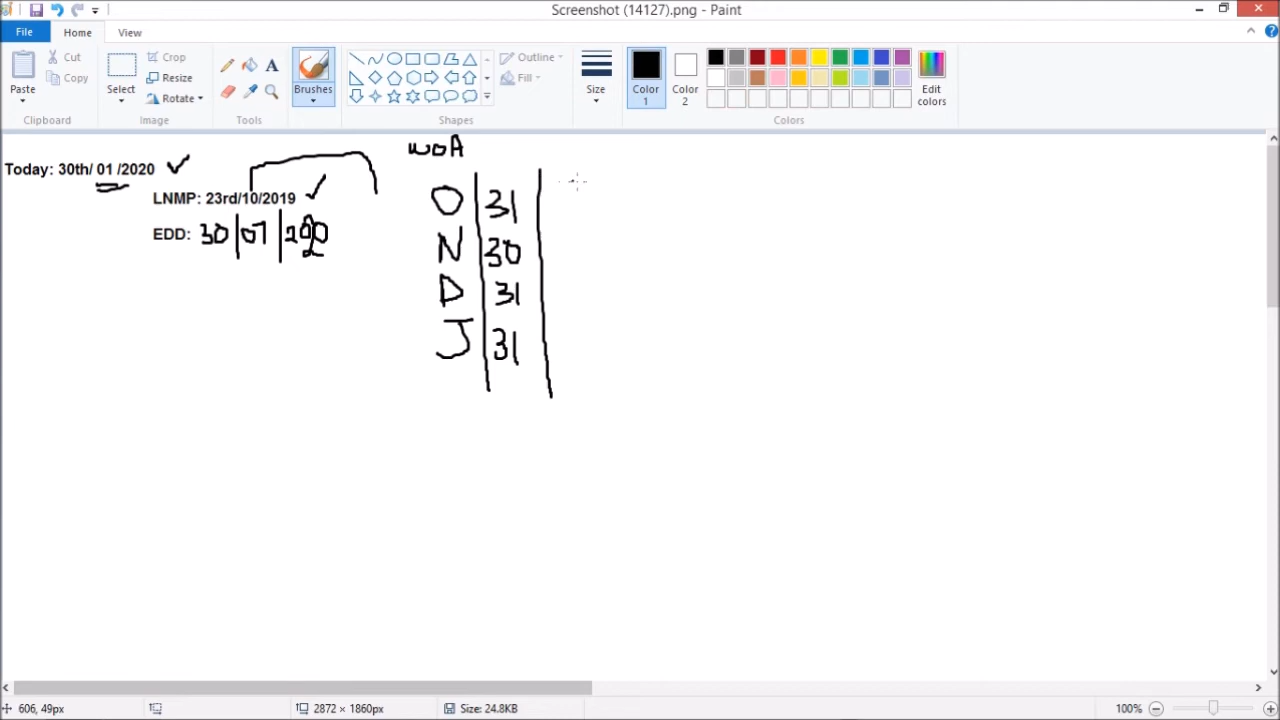 Screenshot (14127).png - Paint
File Home View
Paste Cut Copy Clipboard
Select Crop Resize Rotate Image
A Tools
Brushes
Outline Fill Shapes
Size
Color 1 Color 2 Edit colors Colors
WOA
Today: 30th/ 01 /2020
LNMP: 23rd/10/2019
EDD: 30 07 2020
O 31
N 30
D 31
J 31
606, 49px 2872 × 1860px Size: 24.8KB 100%